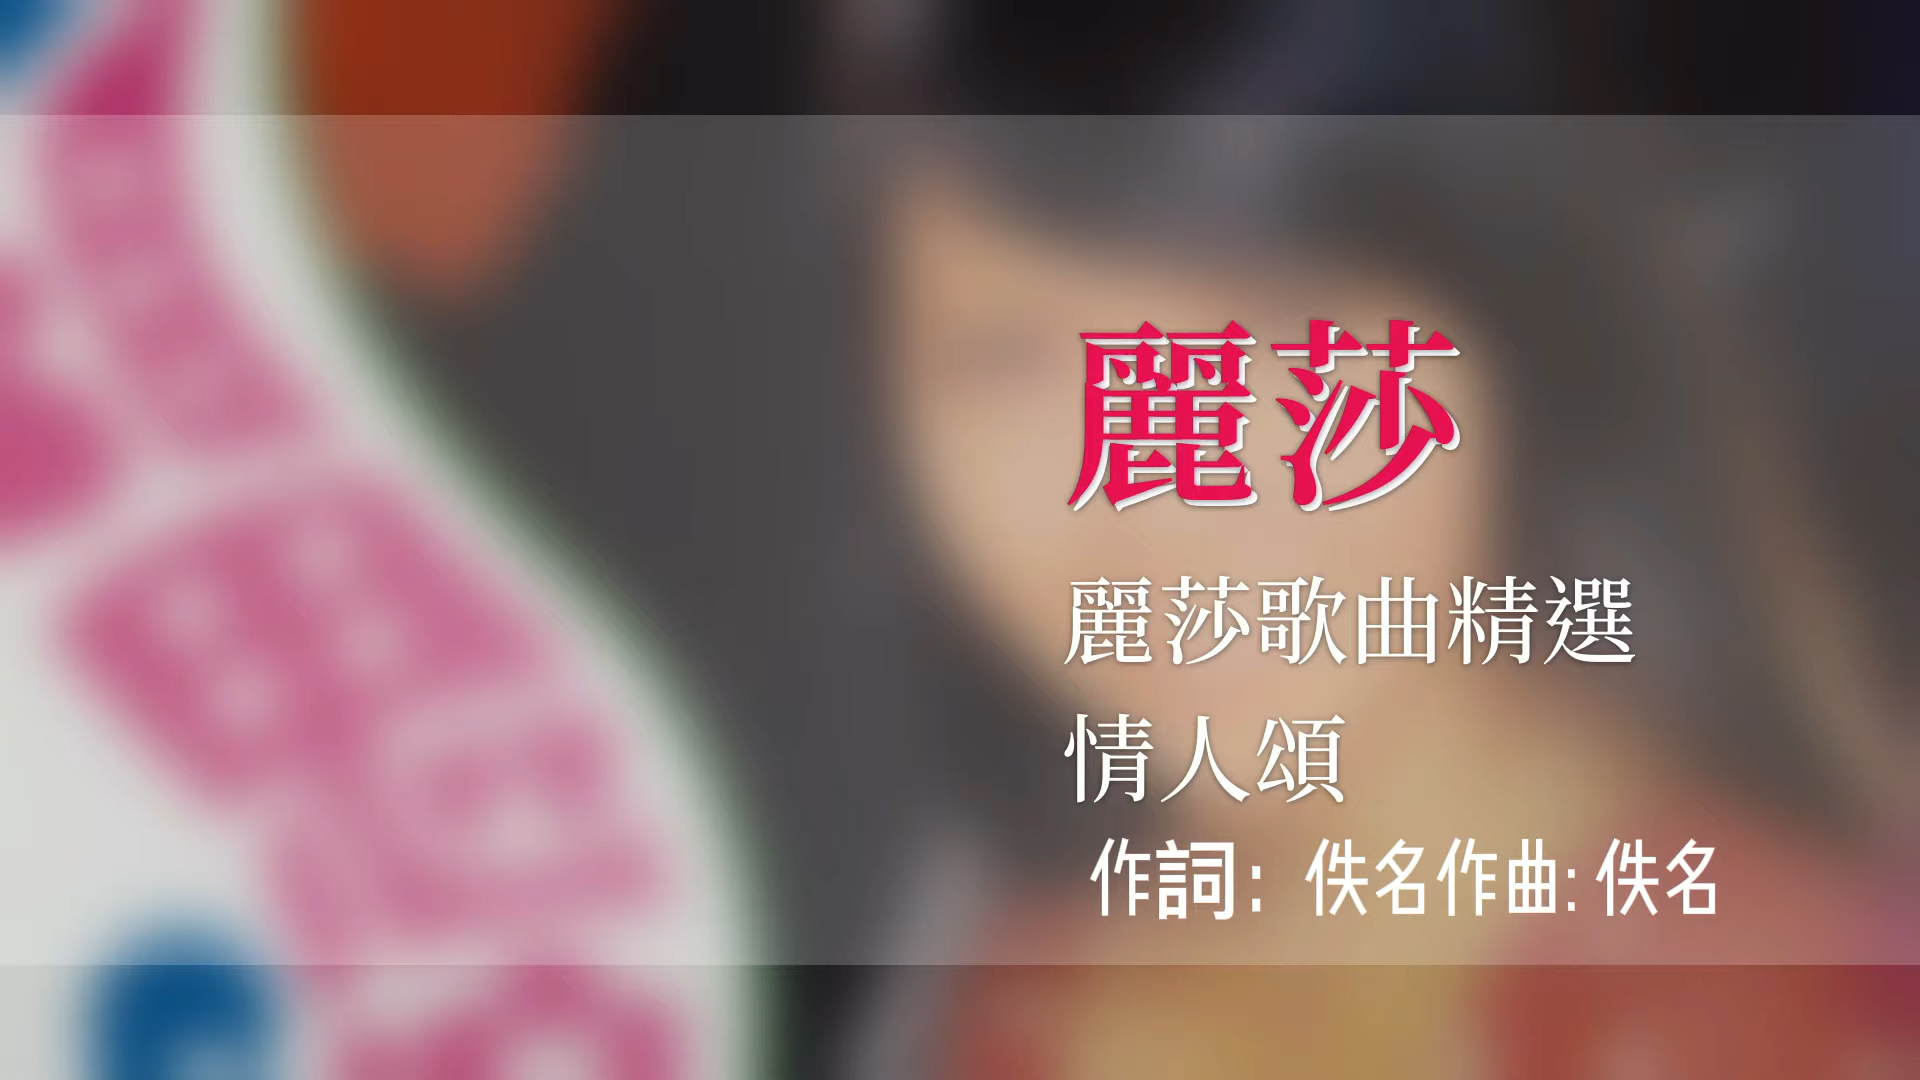 麗莎
麗莎歌曲精選
情人頌
作詞：佚名作曲:佚名